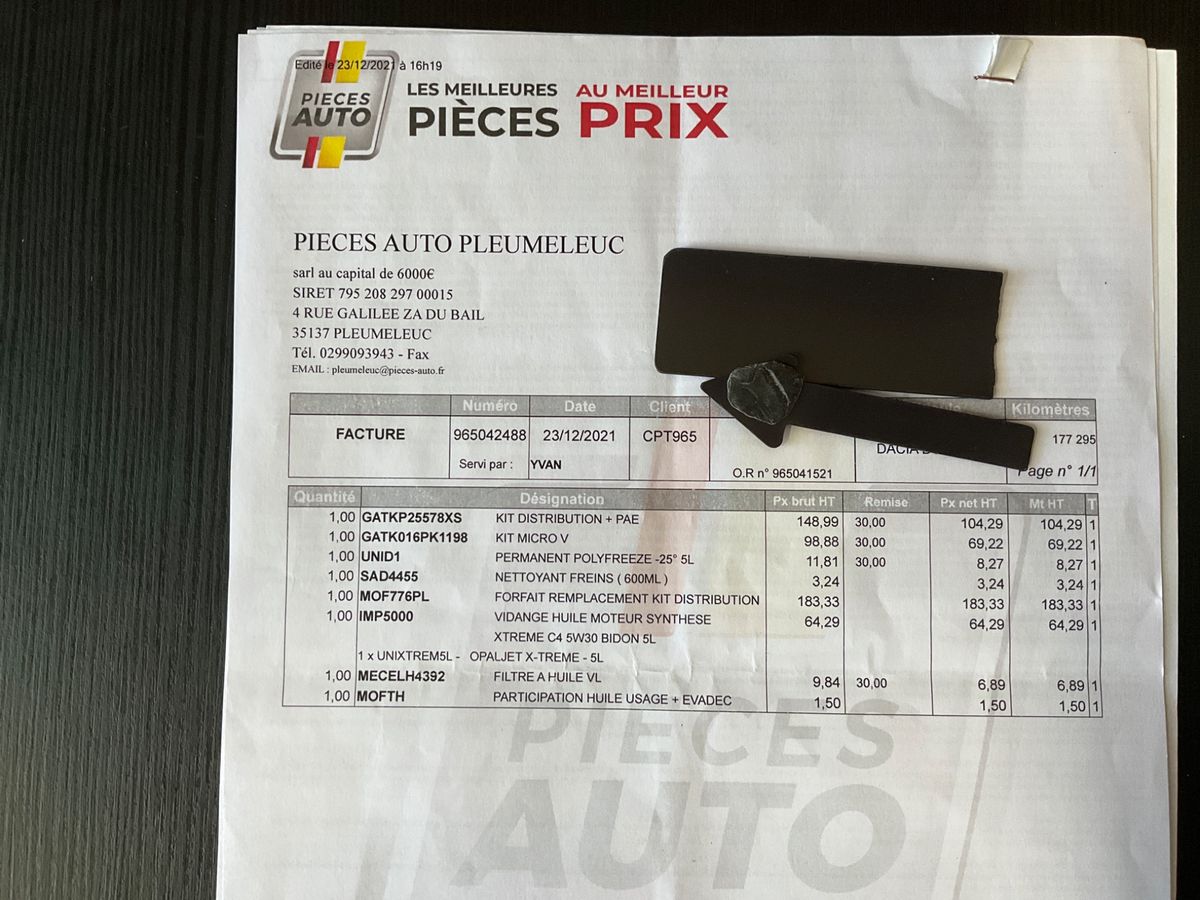 Edité le 23/12/2021 à 16h19
PIECES
AUTO
LES MEILLEURES
PIÈCES
AU MEILLEUR
PRIX
PIECES AUTO PLEUMELEUC
sarl au capital de 6000€
SIRET 795 208 297 00015
4 RUE GALILEE ZA DU BAIL
35137 PLEUMELEUC
Tél. 0299093943 - Fax
EMAIL : pleumeleuc@pieces-auto.fr
Numéro Date Client Kilomètres
FACTURE 965042488 23/12/2021 CPT965 DACIA 177 295
Servi par : YVAN O.R n° 965041521 Page n° 1/1
Quantité Désignation Px brut HT Remise Px net HT Mt HT T
1,00 GATKP25578XS KIT DISTRIBUTION + PAE 148,99 30,00 104,29 104,29 1
1,00 GATK016PK1198 KIT MICRO V 98,88 30,00 69,22 69,22 1
1,00 UNID1 PERMANENT POLYFREEZE -25° 5L 11,81 30,00 8,27 8,27 1
1,00 SAD4455 NETTOYANT FREINS ( 600ML ) 3,24 3,24 3,24 1
1,00 MOF776PL FORFAIT REMPLACEMENT KIT DISTRIBUTION 183,33 183,33 183,33 1
1,00 IMP5000 VIDANGE HUILE MOTEUR SYNTHESE 64,29 64,29 64,29 1
XTREME C4 5W30 BIDON 5L
1 x UNIXTREM5L - OPALJET X-TREME - 5L
1,00 MECELH4392 FILTRE A HUILE VL 9,84 30,00 6,89 6,89 1
1,00 MOFTH PARTICIPATION HUILE USAGE + EVADEC 1,50 1,50 1,50 1
PIECES
AUTO